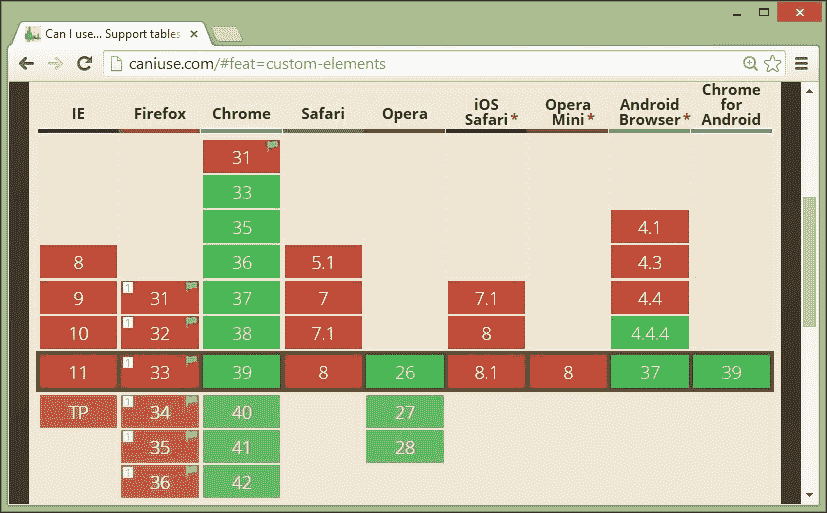 Can I use... Support tables
caniuse.com/#feat=custom-elements
IE Firefox Chrome Safari Opera iOS Safari* Opera Mini* Android Browser* Chrome for Android
31
33
35 4.1
8 36 5.1 4.3
9 1 31 37 7 7.1 4.4
10 1 32 38 7.1 8 4.4.4
11 1 33 39 8 26 8.1 8 37 39
TP 1 34 40 27
1 35 41 28
1 36 42